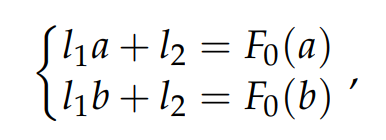 l₁a + l₂ = F₀(a)
l₁b + l₂ = F₀(b) ,